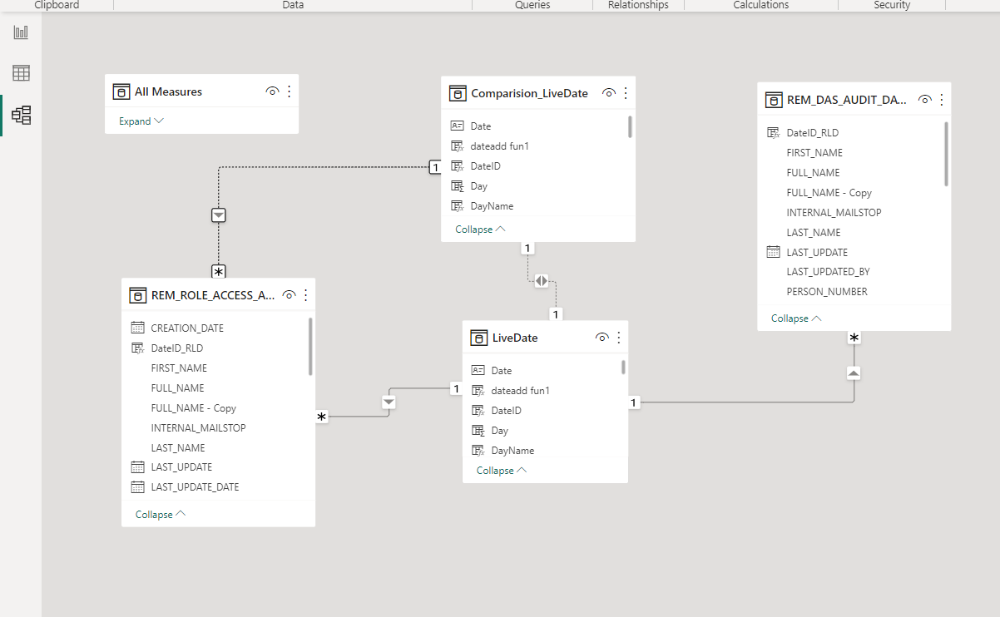 Clipboard
Data
Queries
Relationships
Calculations
Security
All Measures
Expand
Comparision_LiveDate
Date
dateadd fun1
DateID
Day
DayName
Collapse
REM_DAS_AUDIT_DA...
DateID_RLD
FIRST_NAME
FULL_NAME
FULL_NAME - Copy
INTERNAL_MAILSTOP
LAST_NAME
LAST_UPDATE
LAST_UPDATED_BY
PERSON_NUMBER
Collapse
1
*
1
1
REM_ROLE_ACCESS_A...
CREATION_DATE
DateID_RLD
FIRST_NAME
FULL_NAME
FULL_NAME - Copy
INTERNAL_MAILSTOP
LAST_NAME
LAST_UPDATE
LAST_UPDATE_DATE
Collapse
*
1
LiveDate
Date
dateadd fun1
DateID
Day
DayName
Collapse
1
*